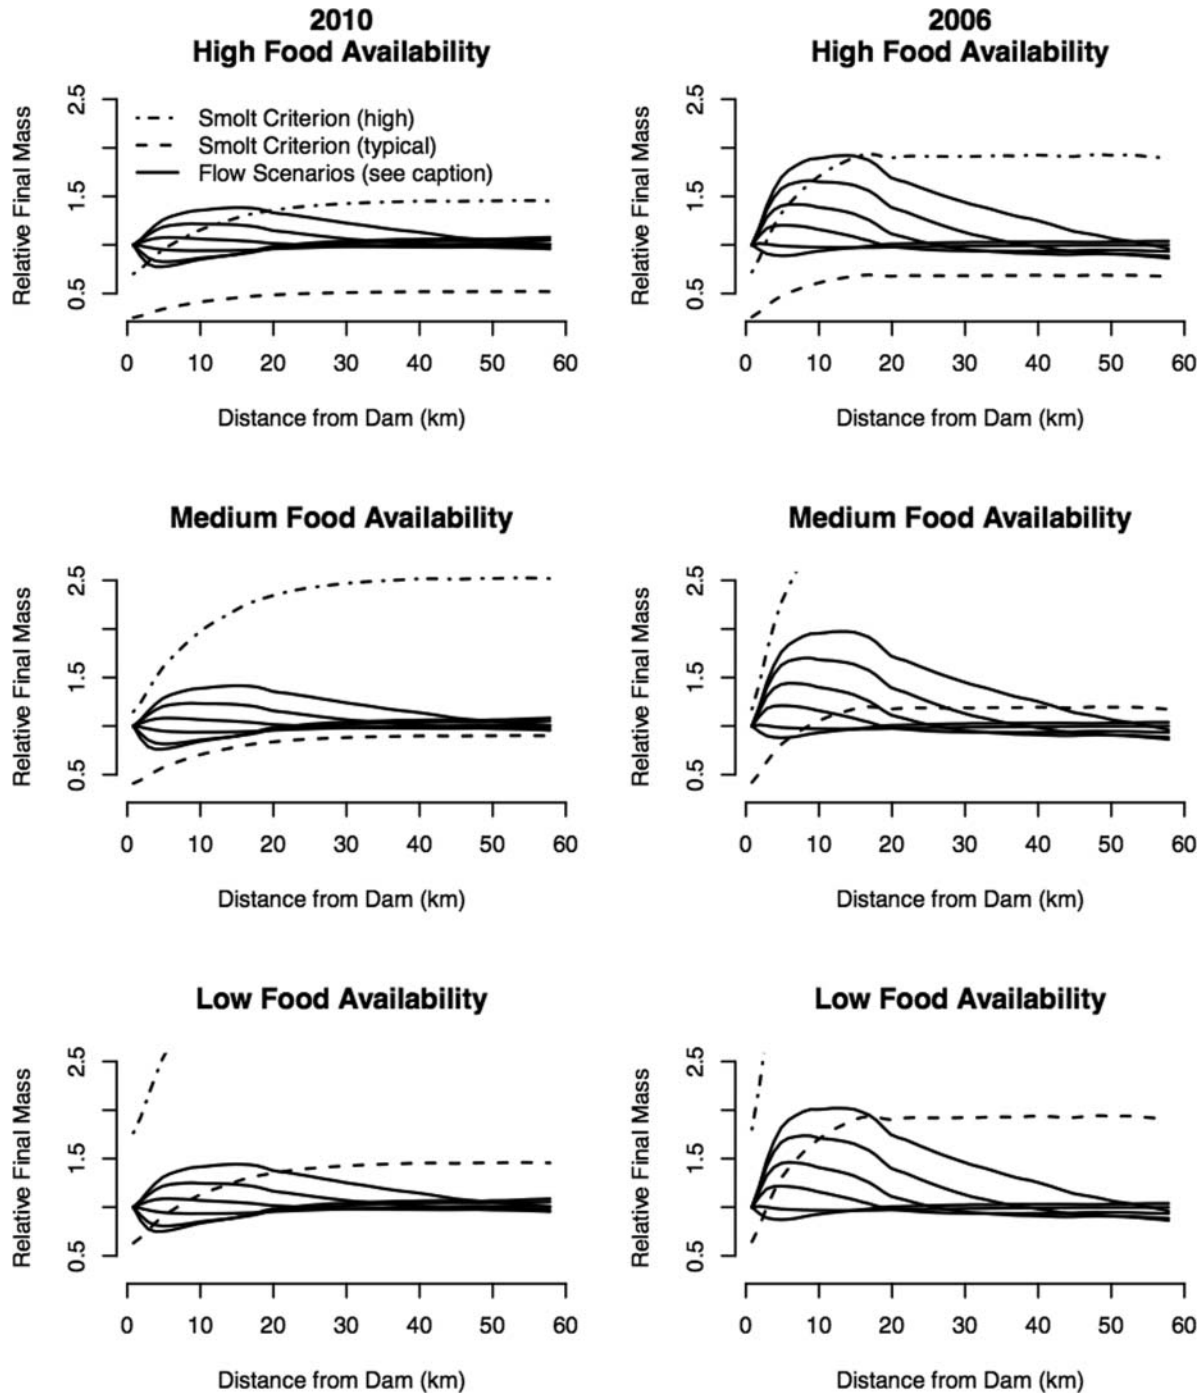 2010
High Food Availability
Relative Final Mass
2.5
1.5
0.5
Smolt Criterion (high)
Smolt Criterion (typical)
Flow Scenarios (see caption)
0 10 20 30 40 50 60
Distance from Dam (km)
2006
High Food Availability
Relative Final Mass
2.5
1.5
0.5
0 10 20 30 40 50 60
Distance from Dam (km)
Medium Food Availability
Relative Final Mass
2.5
1.5
0.5
0 10 20 30 40 50 60
Distance from Dam (km)
Medium Food Availability
Relative Final Mass
2.5
1.5
0.5
0 10 20 30 40 50 60
Distance from Dam (km)
Low Food Availability
Relative Final Mass
2.5
1.5
0.5
0 10 20 30 40 50 60
Distance from Dam (km)
Low Food Availability
Relative Final Mass
2.5
1.5
0.5
0 10 20 30 40 50 60
Distance from Dam (km)